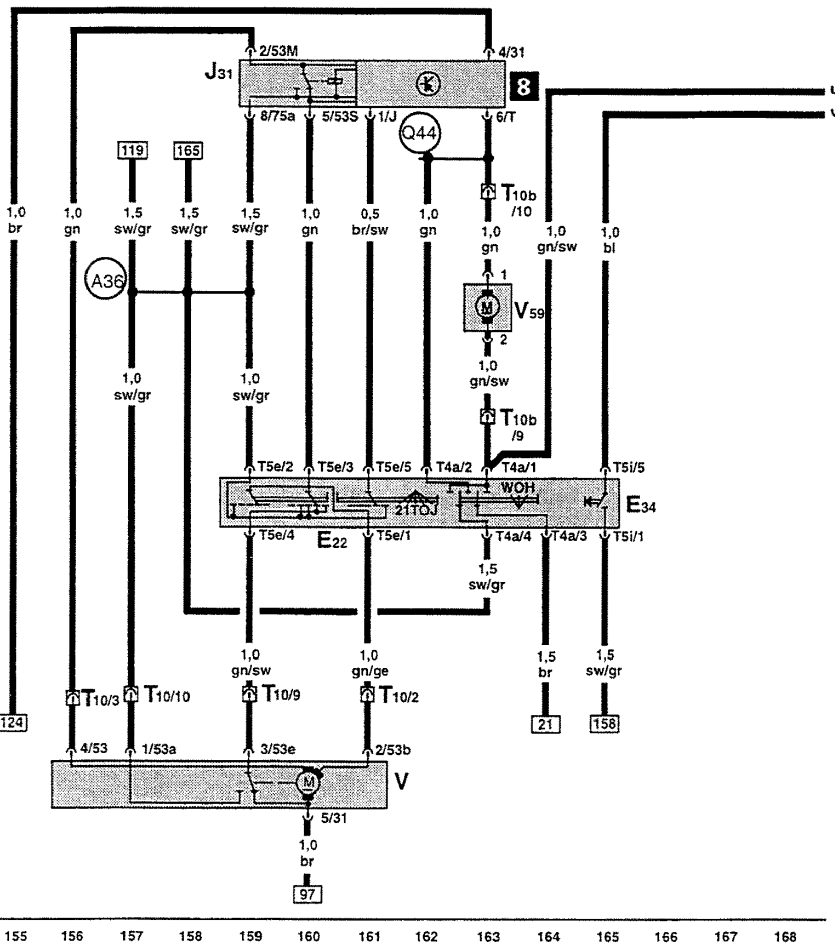 2/53M
4/31
J31
8
8/75a
5/53S
1/J
6/T
Q44
119
165
T10b
/10
1,0
br
1,0
gn
1,5
sw/gr
1,5
sw/gr
1,5
sw/gr
1,0
gn
0,5
br/sw
1,0
gn
1,0
gn
1,0
gn/sw
1,0
bl
A36
1
M
V59
2
1,0
sw/gr
1,0
sw/gr
1,0
gn/sw
T10b
/9
T5e/2
T5e/3
T5e/5
T4a/2
T4a/1
T5i/5
WOH
21TOJ
E34
T5e/4
E22
T5e/1
T4a/4
T4a/3
T5i/1
1,5
sw/gr
1,0
gn/sw
1,0
gn/ge
1,5
br
1,5
sw/gr
T10/3
T10/10
T10/9
T10/2
124
21
158
4/53
1/53a
3/53e
2/53b
M
V
5/31
1,0
br
97
155 156 157 158 159 160 161 162 163 164 165 166 167 168